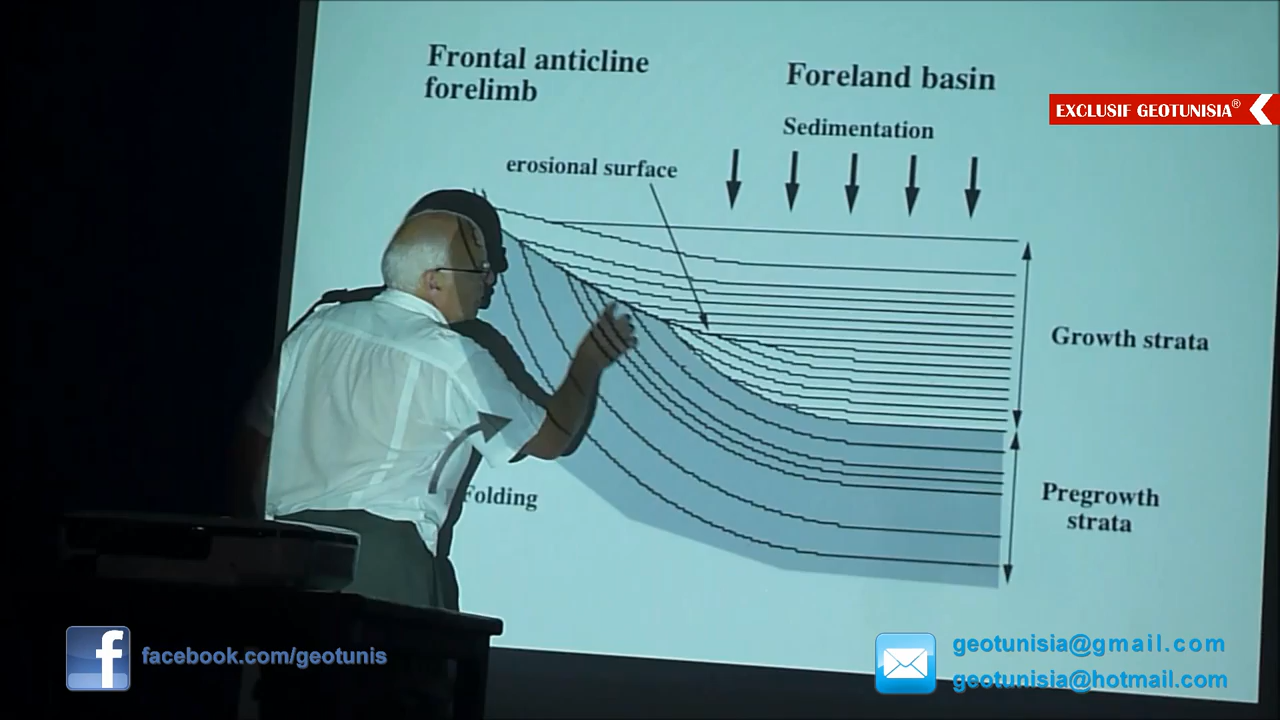 Frontal anticline
forelimb
Foreland basin
EXCLUSIF GEOTUNISIA®
Sedimentation
erosional surface
Growth strata
Pregrowth
strata
Folding
f
facebook.com/geotunis
geotunisia@gmail.com
geotunisia@hotmail.com